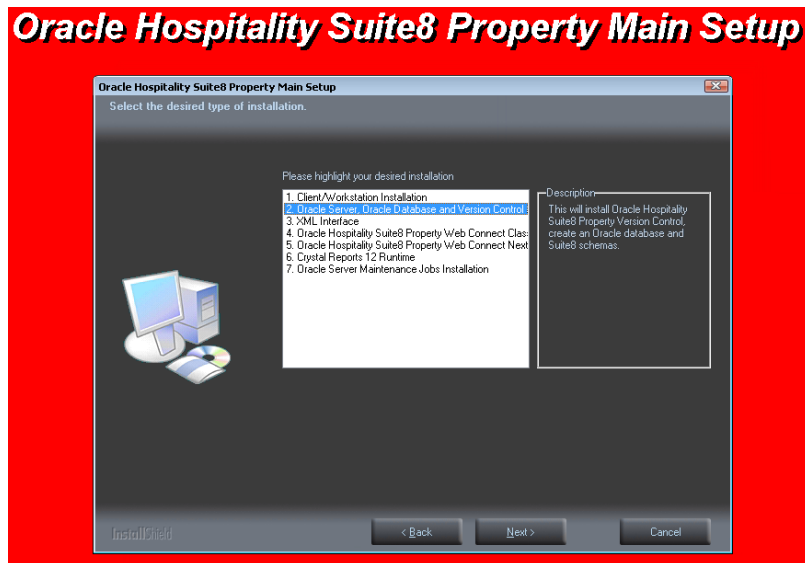 Oracle Hospitality Suite8 Property Main Setup
Oracle Hospitality Suite8 Property Main Setup
Select the desired type of installation.
Please highlight your desired installation
1. Client/Workstation Installation
2. Oracle Server, Oracle Database and Version Control
3. XML Interface
4. Oracle Hospitality Suite8 Property Web Connect Clas
5. Oracle Hospitality Suite8 Property Web Connect Next
6. Crystal Reports 12 Runtime
7. Oracle Server Maintenance Jobs Installation
Description
This will install Oracle Hospitality
Suite8 Property Version Control,
create an Oracle database and
Suite8 schemas.
InstallShield
< Back
Next >
Cancel